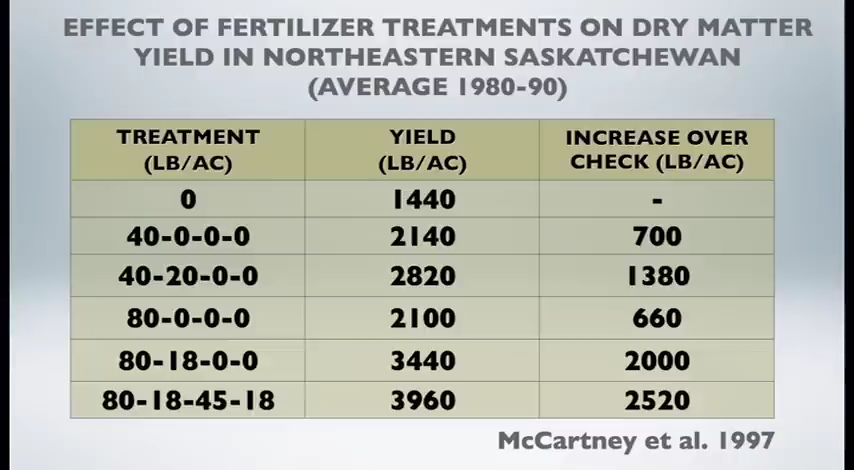 EFFECT OF FERTILIZER TREATMENTS ON DRY MATTER
YIELD IN NORTHEASTERN SASKATCHEWAN
(AVERAGE 1980-90)
TREATMENT (LB/AC) YIELD (LB/AC) INCREASE OVER CHECK (LB/AC)
0 1440 -
40-0-0-0 2140 700
40-20-0-0 2820 1380
80-0-0-0 2100 660
80-18-0-0 3440 2000
80-18-45-18 3960 2520
McCartney et al. 1997